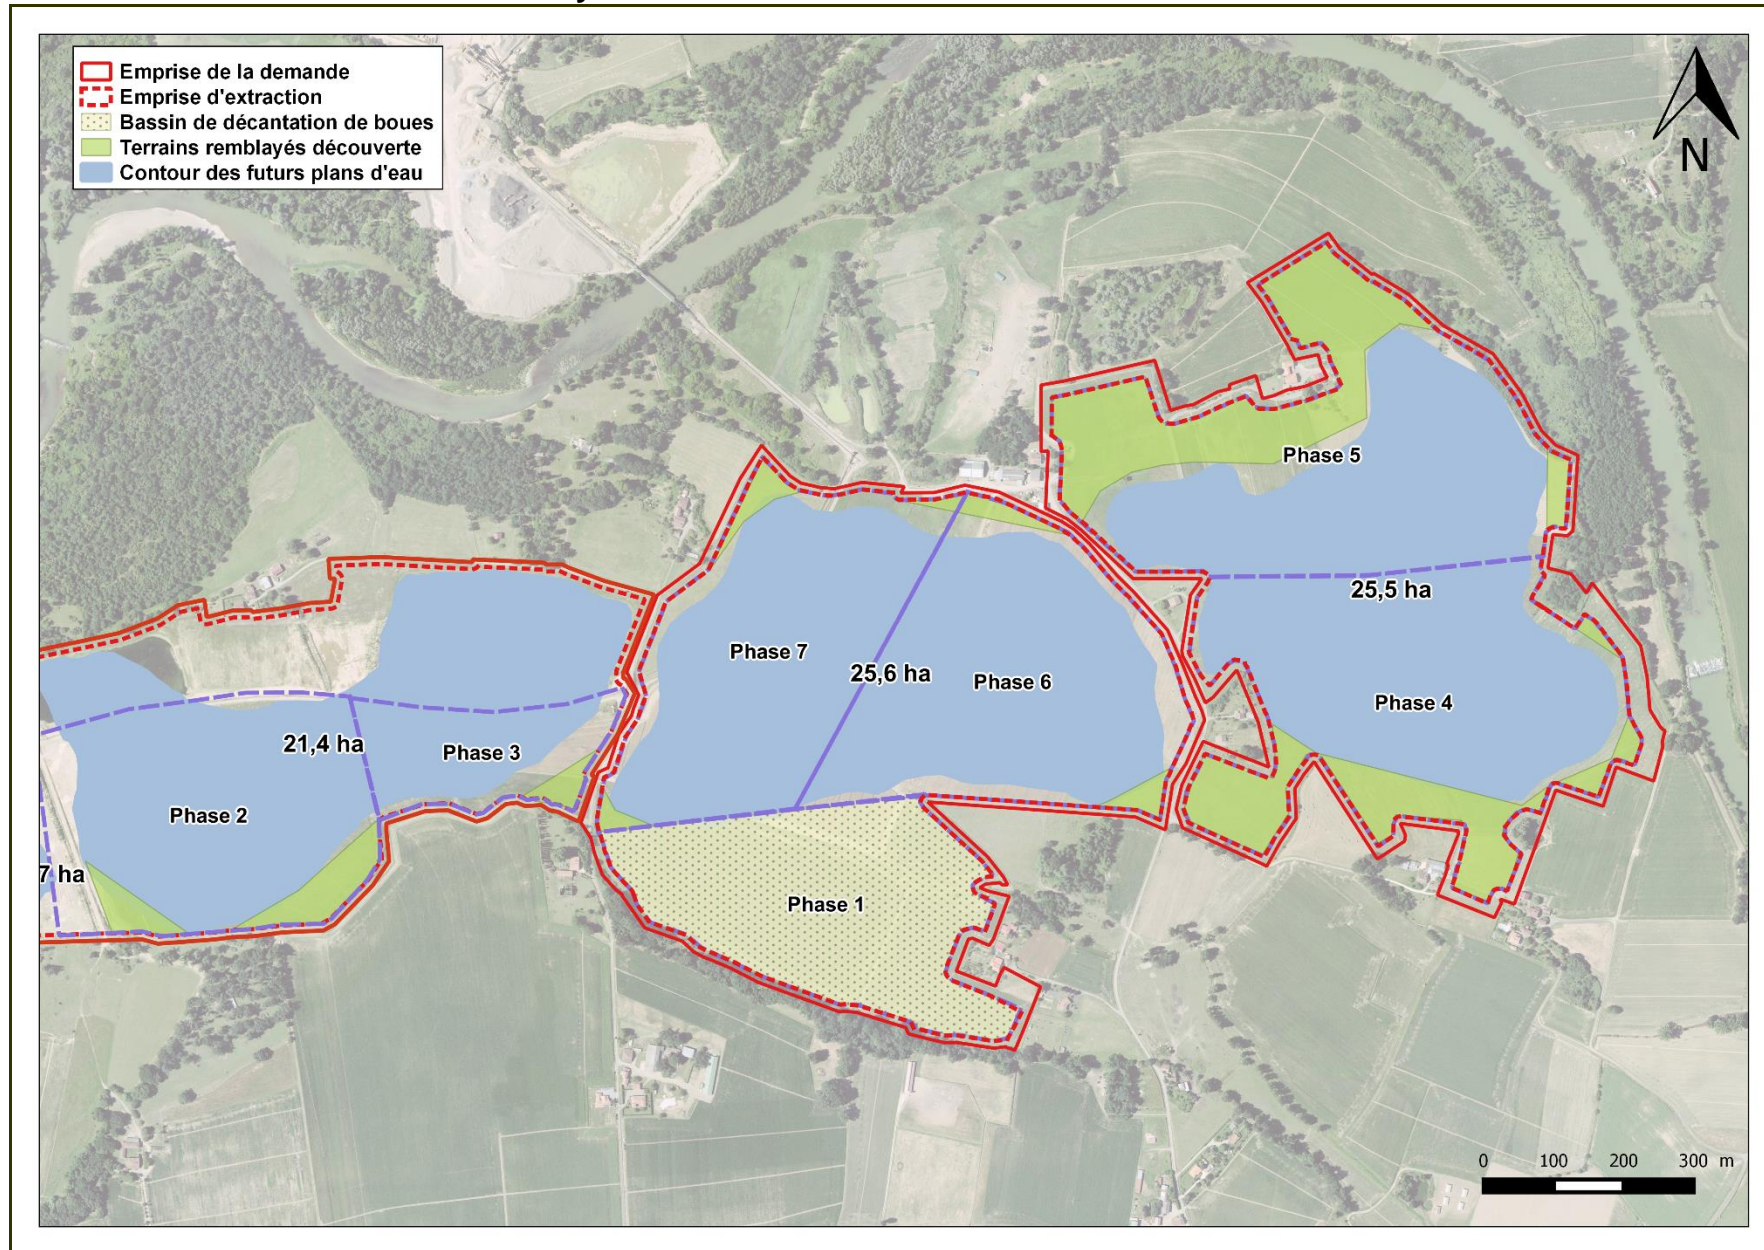 Emprise de la demande
Emprise d'extraction
Bassin de décantation de boues
Terrains remblayés découverte
Contour des futurs plans d'eau
N
Phase 5
25,5 ha
Phase 7
25,6 ha
Phase 6
Phase 4
21,4 ha
Phase 3
Phase 2
7 ha
Phase 1
0 100 200 300 m